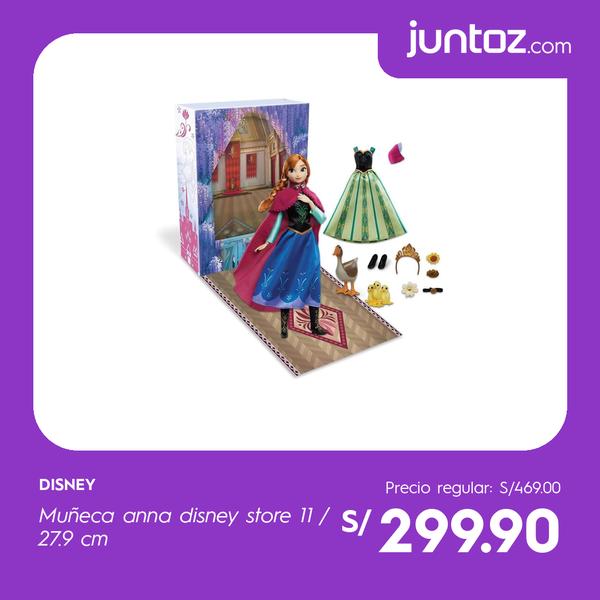 juntoz.com
DISNEY
Muñeca anna disney store 11 /
27.9 cm
Precio regular: S/469.00
S/299.90